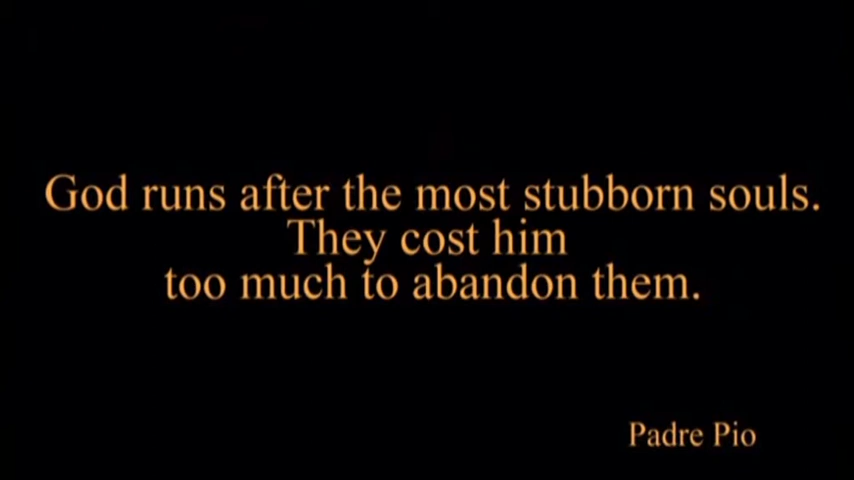 God runs after the most stubborn souls.
They cost him
too much to abandon them.
Padre Pio